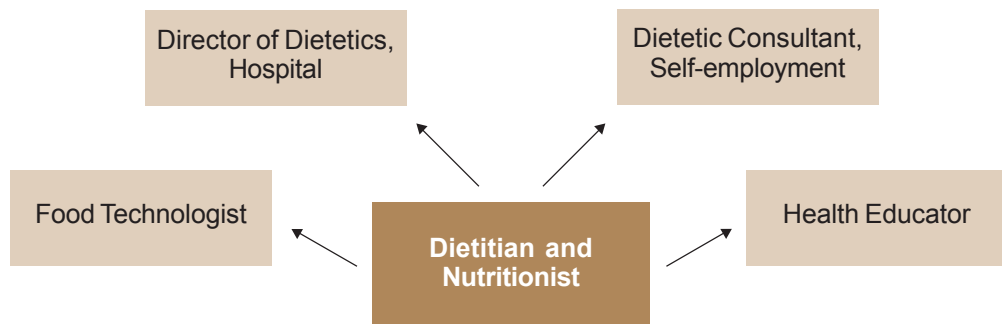 Director of Dietetics,
Hospital
Dietetic Consultant,
Self-employment
Food Technologist
Dietitian and
Nutritionist
Health Educator